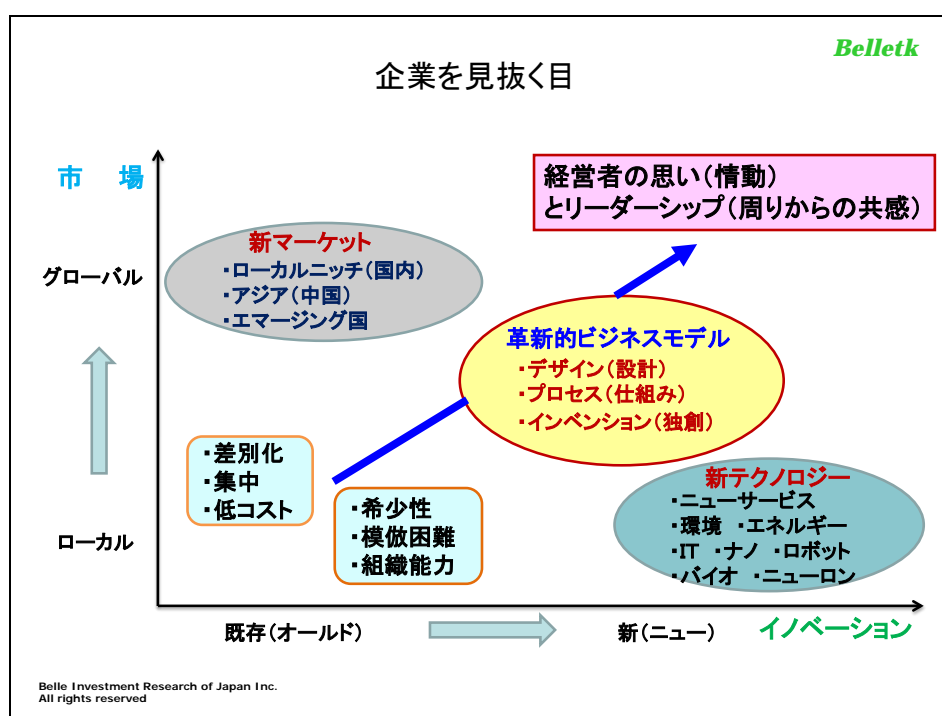 Belletk
企業を見抜く目
市　場
経営者の思い(情動)
とリーダーシップ(周りからの共感)
新マーケット
・ローカルニッチ(国内)
・アジア(中国)
・エマージング国
グローバル
革新的ビジネスモデル
・デザイン(設計)
・プロセス(仕組み)
・インベンション(独創)
・差別化
・集中
・低コスト
・希少性
・模倣困難
・組織能力
新テクノロジー
・ニューサービス
・環境　・エネルギー
・IT　・ナノ　・ロボット
・バイオ　・ニューロン
ローカル
既存(オールド)
新(ニュー)
イノベーション
Belle Investment Research of Japan Inc.
All rights reserved